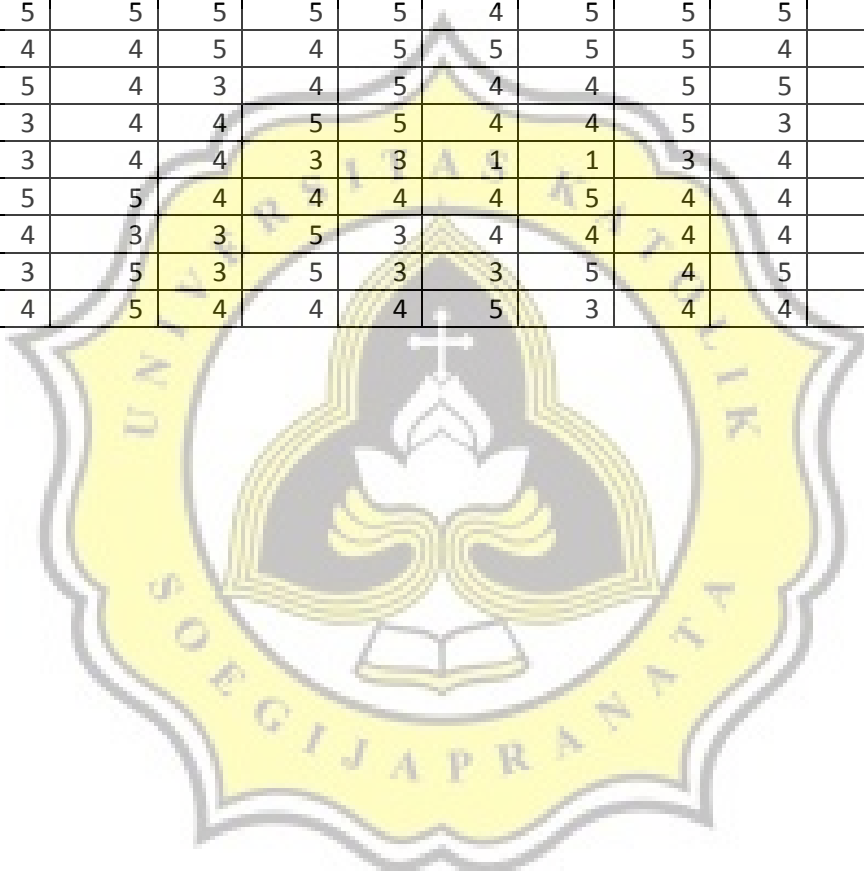 5 5 5 5 5 4 5 5 5
4 4 5 4 5 5 5 5 4
5 4 3 4 5 4 4 5 5
3 4 4 5 5 4 4 5 3
3 4 4 3 3 1 1 3 4
5 5 4 4 4 4 5 4 4
4 3 3 5 3 4 4 4 4
3 5 3 5 3 3 5 4 5
4 5 4 4 4 5 3 4 4
UNIVERSITAS KATOLIK
SOEGIJAPRANATA